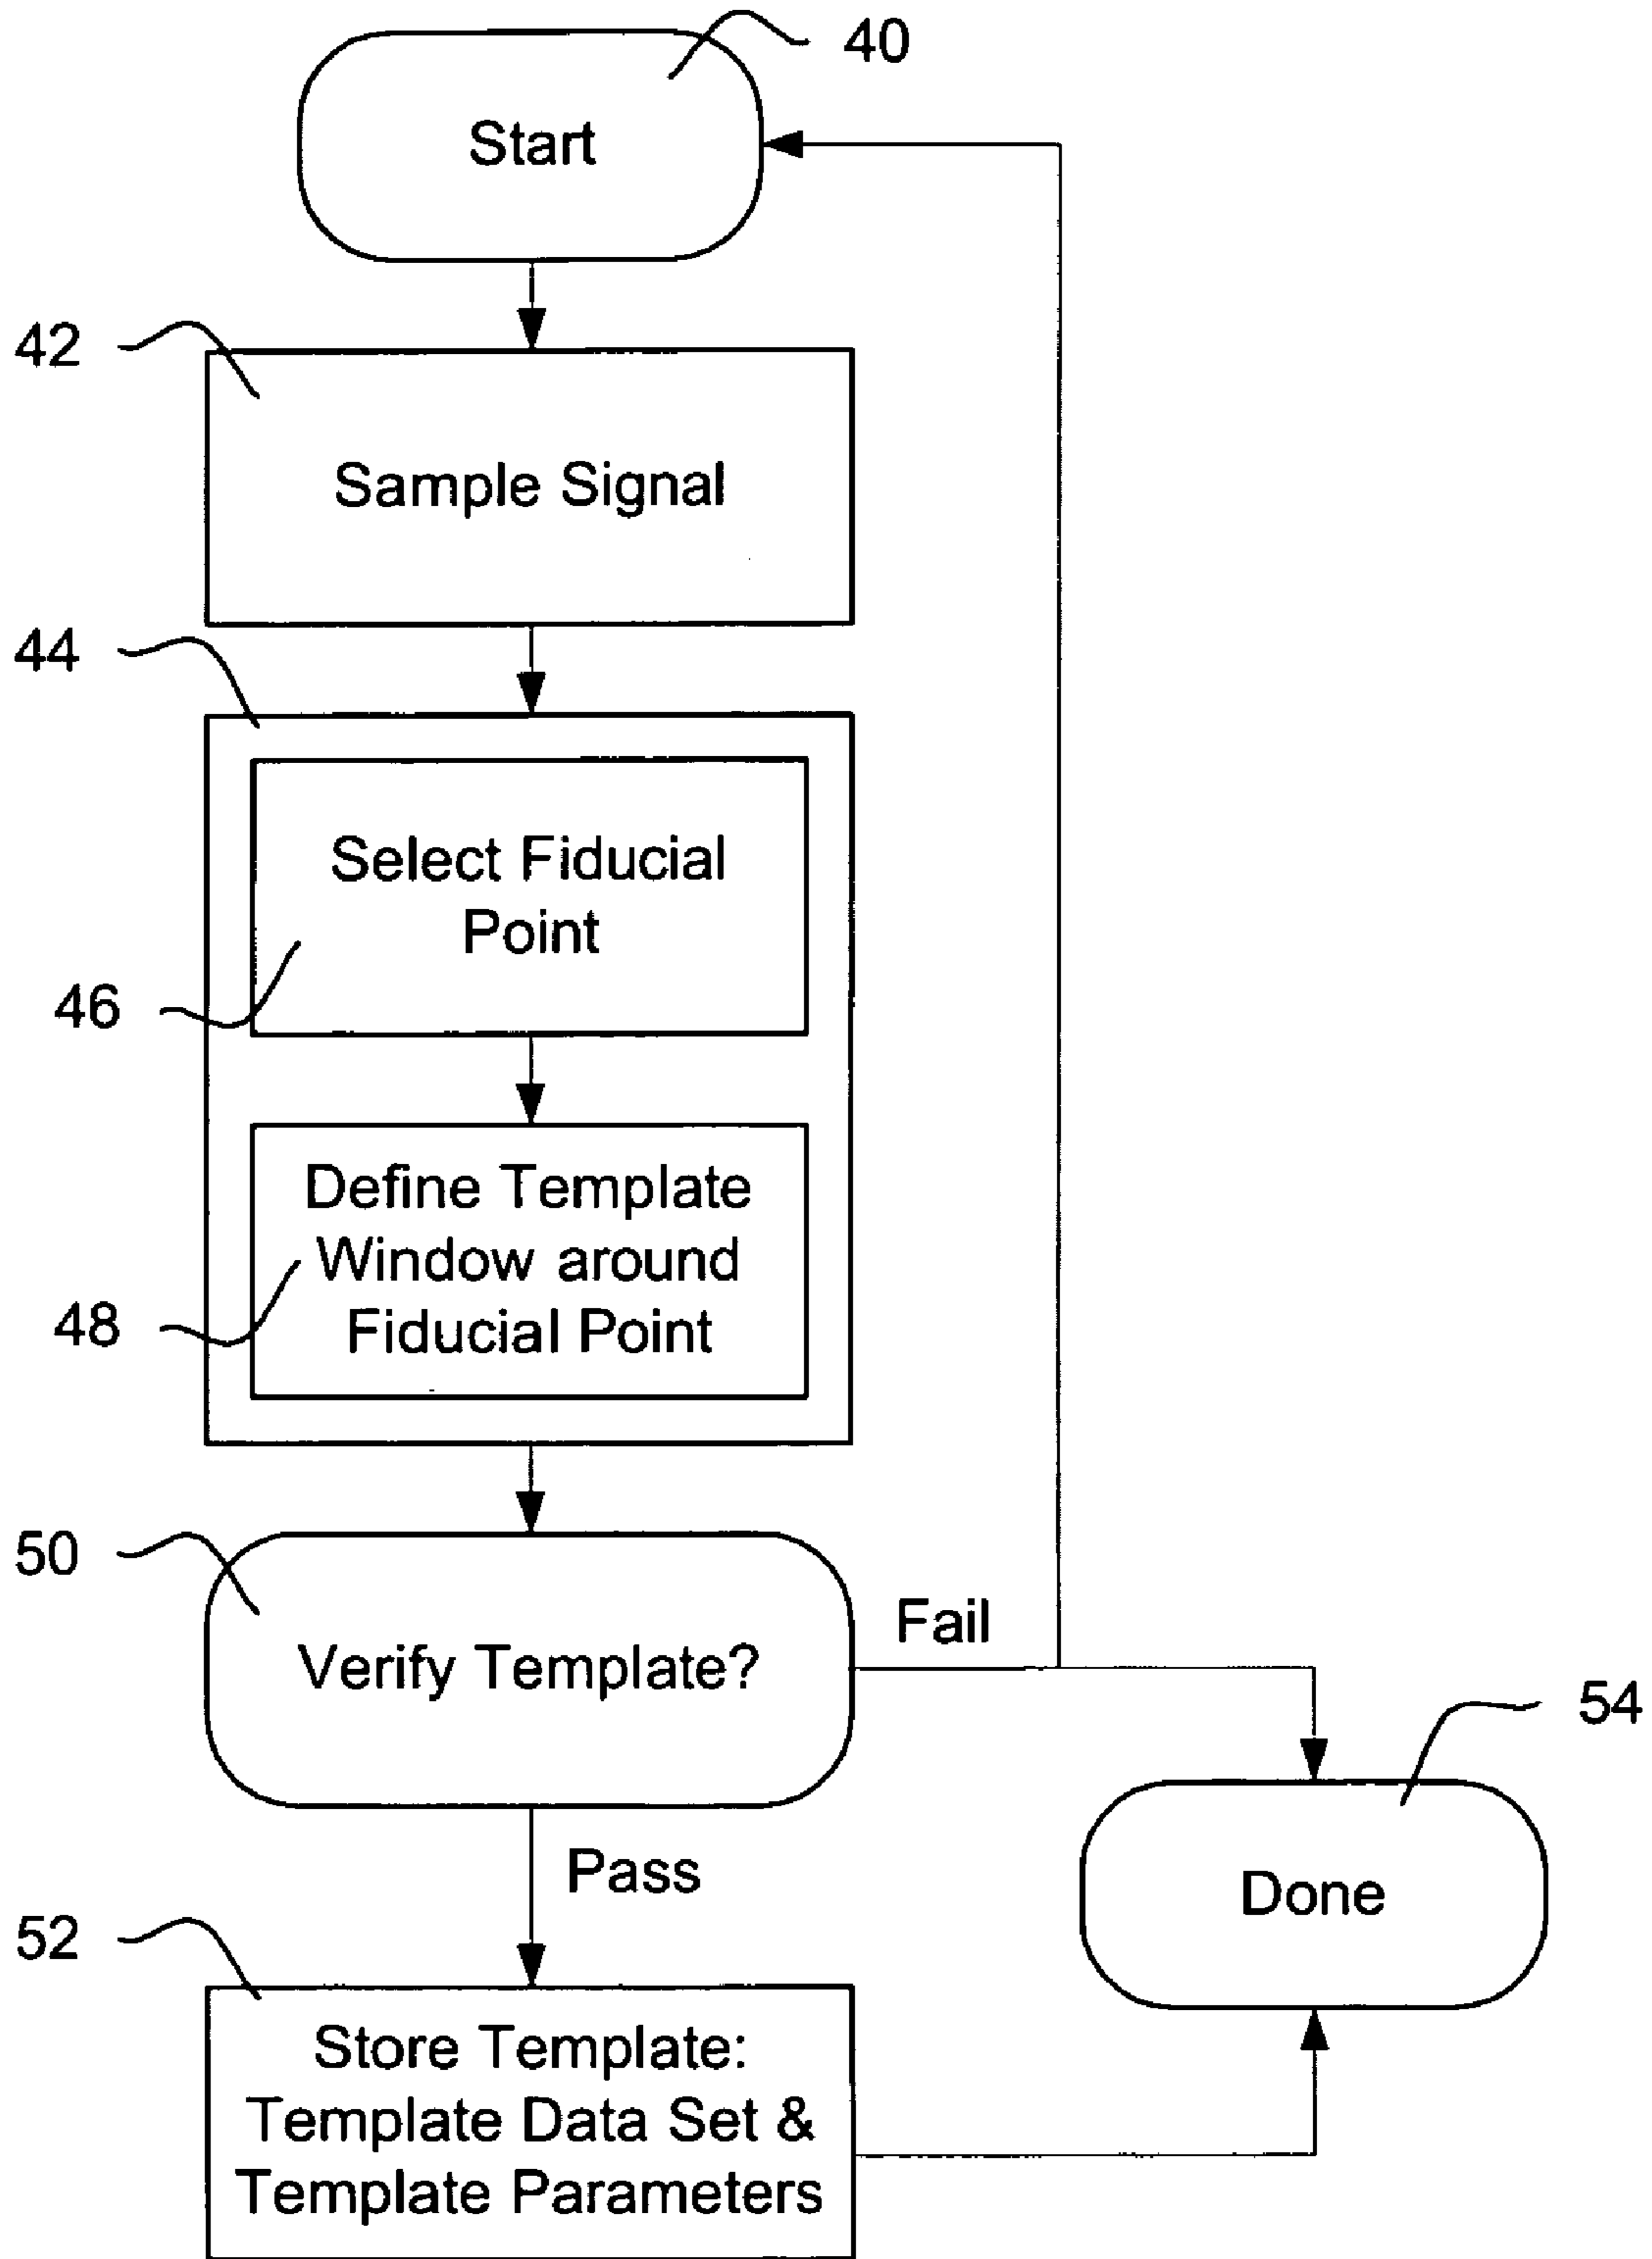 40
Start
42
Sample Signal
44
Select Fiducial
Point
46
Define Template
Window around
Fiducial Point
48
50
Verify Template?
Fail
54
Pass
Done
52
Store Template:
Template Data Set &
Template Parameters